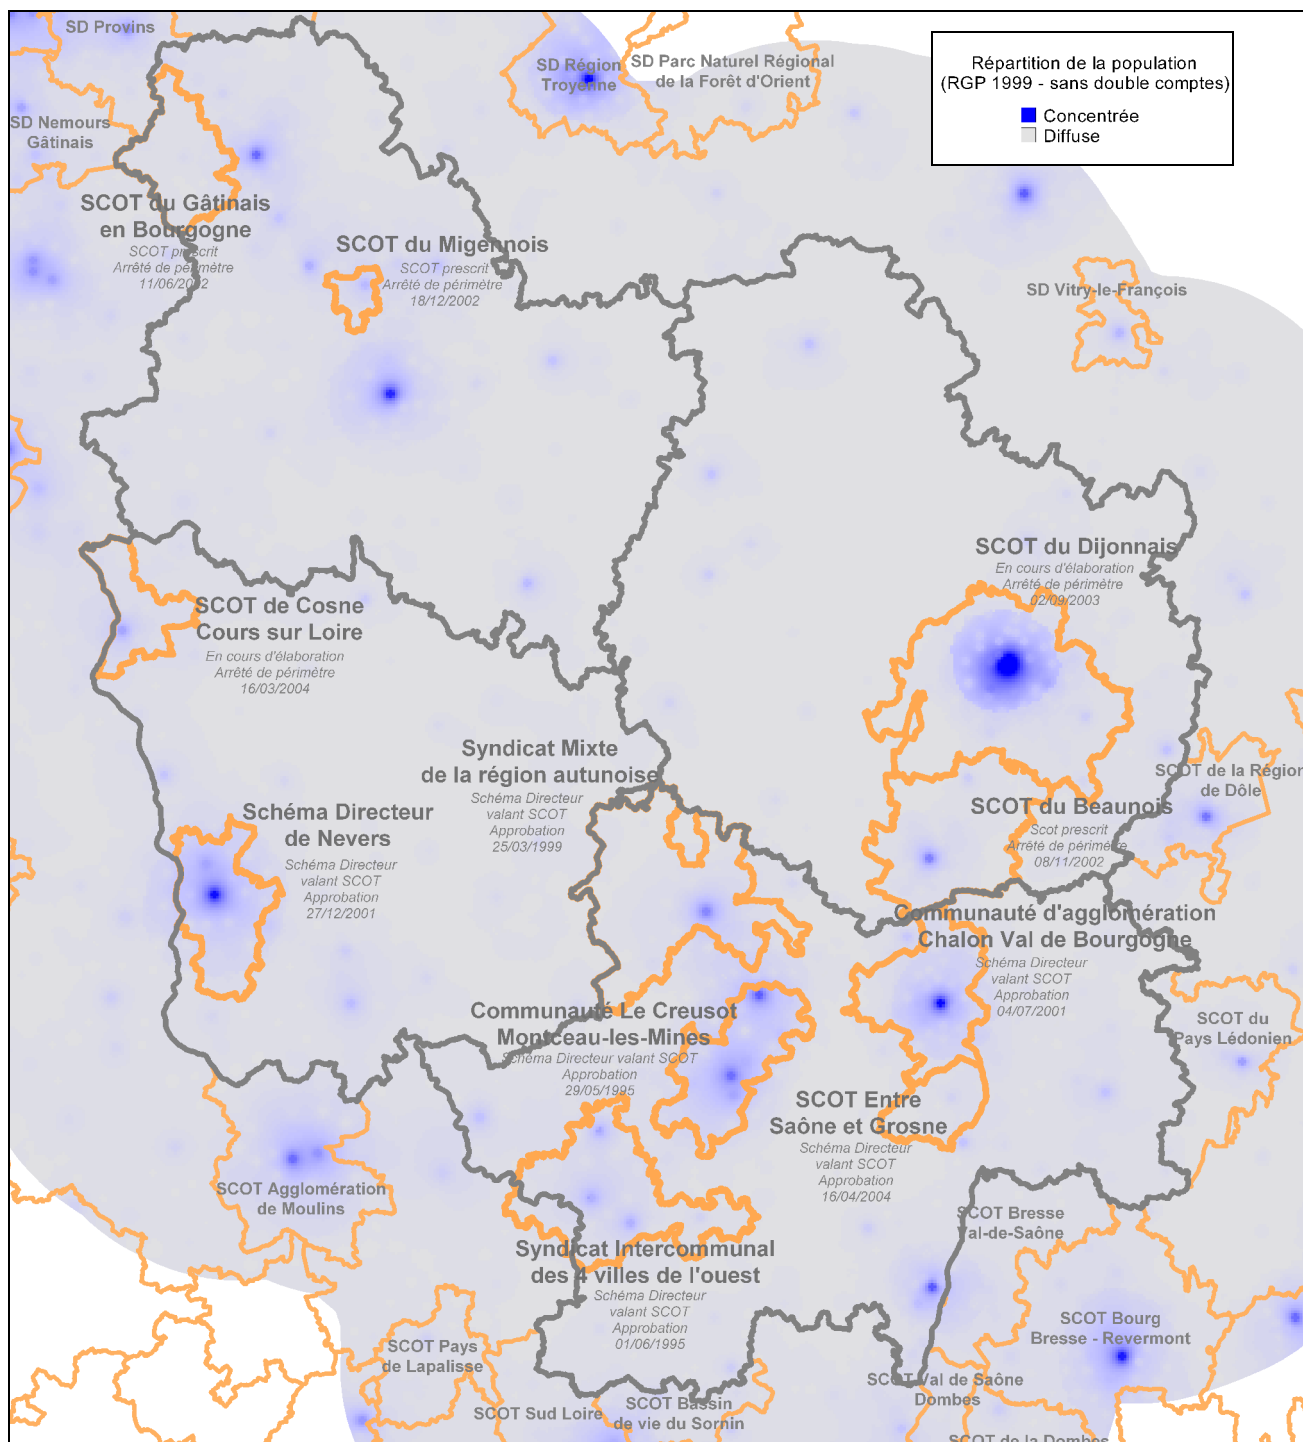 SD Provins
SD Région
Troyenne
SD Parc Naturel Régional
de la Forêt d'Orient
Répartition de la population
(RGP 1999 - sans double comptes)
Concentrée
Diffuse
SD Nemours
Gâtinais
SCOT du Gâtinais
en Bourgogne
SCOT prescrit
Arrêté de périmètre
11/06/2002
SCOT du Migennois
SCOT prescrit
Arrêté de périmètre
18/12/2002
SD Vitry-le-François
SCOT du Dijonnais
En cours d'élaboration
Arrêté de périmètre
02/09/2003
SCOT de Cosne
Cours sur Loire
En cours d'élaboration
Arrêté de périmètre
16/03/2004
Syndicat Mixte
de la région autunoise
Schéma Directeur
valant SCOT
Approbation
25/03/1999
SCOT de la Région
de Dôle
Schéma Directeur
de Nevers
Schéma Directeur
valant SCOT
Approbation
27/12/2001
SCOT du Beaunois
Scot prescrit
Arrêté de périmètre
08/11/2002
Communauté d'agglomération
Chalon Val de Bourgogne
Schéma Directeur
valant SCOT
Approbation
04/07/2001
Communauté Le Creusot
Montceau-les-Mines
Schéma Directeur valant SCOT
Approbation
29/05/1995
SCOT du
Pays Lédonien
SCOT Entre
Saône et Grosne
Schéma Directeur
valant SCOT
Approbation
16/04/2004
SCOT Agglomération
de Moulins
SCOT Bresse
Val-de-Saône
Syndicat Intercommunal
des 4 villes de l'ouest
Schéma Directeur
valant SCOT
Approbation
01/06/1995
SCOT Bourg
Bresse - Revermont
SCOT Pays
de Lapalisse
SCOT Val de Saône
Dombes
SCOT Sud Loire
SCOT Bassin
de vie du Sornin
SCOT de la Dombes